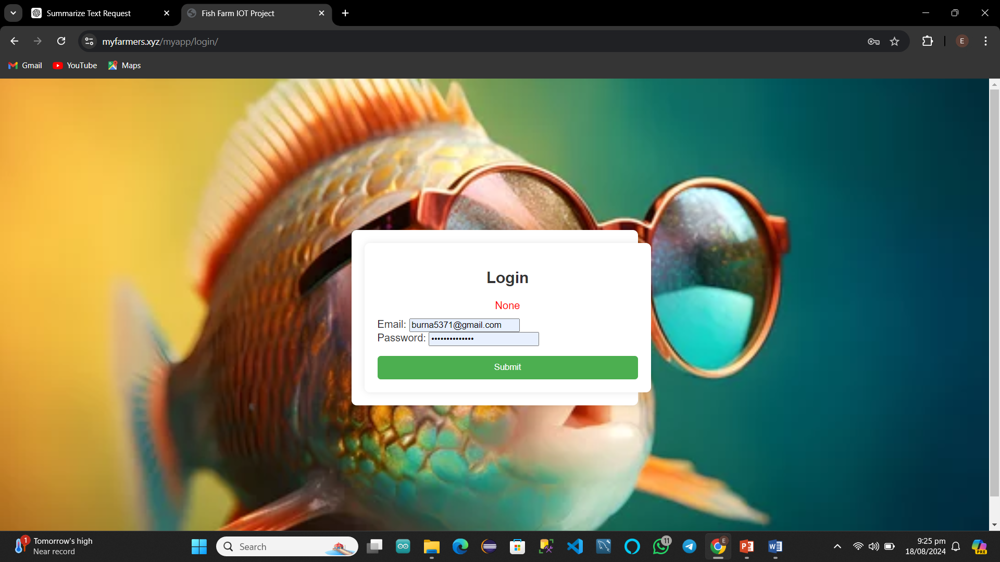 Summarize Text Request
Fish Farm IOT Project
myfarmers.xyz/myapp/login/
E
Gmail
YouTube
Maps
Login
None
Email: burna5371@gmail.com
Password: ••••••••••••••
Submit
1
Tomorrow's high
Near record
Search
11
E
9:25 pm
18/08/2024
PRE